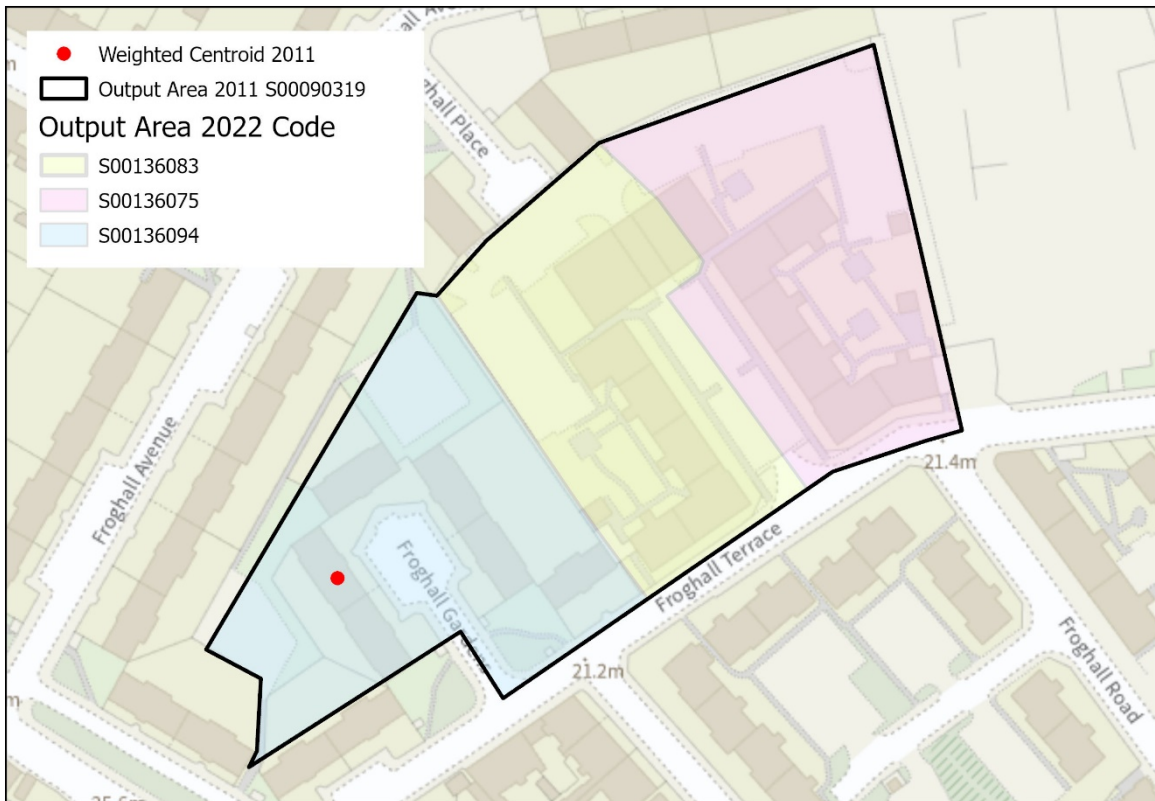 Weighted Centroid 2011
Output Area 2011 S00090319
Output Area 2022 Code
S00136083
S00136075
S00136094
Froghall Avenue
Froghall Gardens
Froghall Terrace
Froghall Road
21.4m
21.2m
Place
m
m